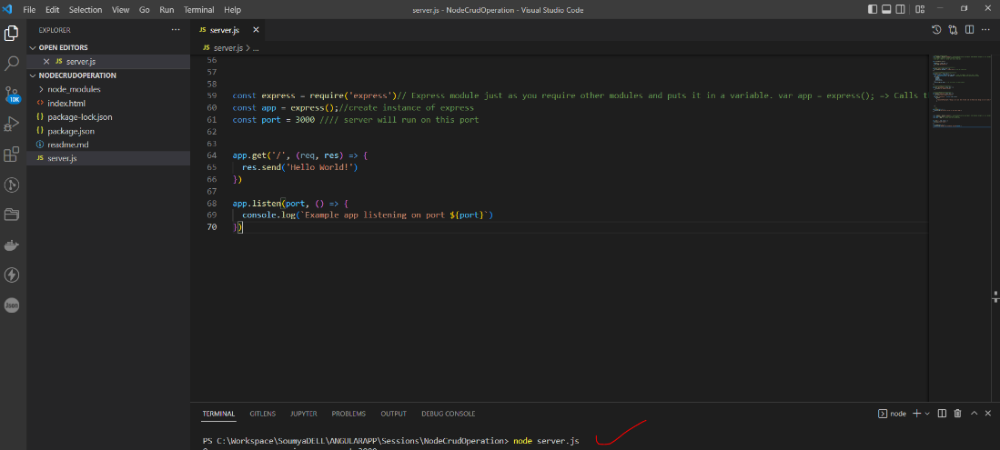 File Edit Selection View Go Run Terminal Help
server.js - NodeCrudOperation - Visual Studio Code
EXPLORER
OPEN EDITORS
JS server.js
NODECRUDOPERATION
node_modules
index.html
package-lock.json
package.json
readme.md
JS server.js
10K
Json
JS server.js
JS server.js > ...
56
57
58
59 const express = require('express')// Express module just as you require other modules and puts it in a variable. var app = express(); => Calls t
60 const app = express();//create instance of express
61 const port = 3000 //// server will run on this port
62
63
64 app.get('/', (req, res) => {
65 res.send('Hello World!')
66 })
67
68 app.listen(port, () => {
69 console.log(`Example app listening on port ${port}`)
70 })
TERMINAL GITLENS JUPYTER PROBLEMS OUTPUT DEBUG CONSOLE
node
PS C:\Workspace\SoumyaDELL\ANGULARAPP\Sessions\NodeCrudOperation> node server.js